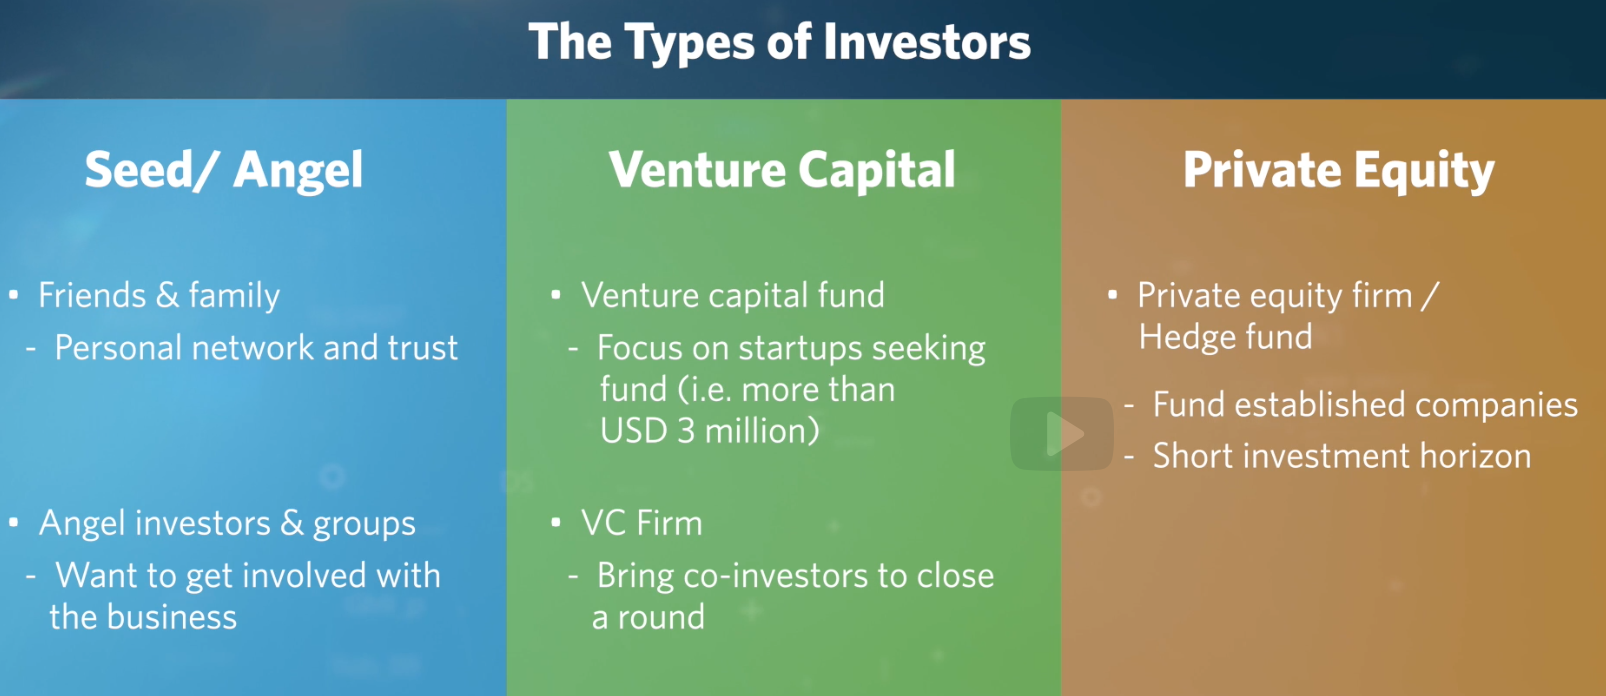 The Types of Investors
Seed/ Angel
▪ Friends & family
- Personal network and trust
▪ Angel investors & groups
- Want to get involved with
the business
Venture Capital
▪ Venture capital fund
- Focus on startups seeking
fund (i.e. more than
USD 3 million)
▪ VC Firm
- Bring co-investors to close
a round
Private Equity
▪ Private equity firm /
Hedge fund
- Fund established companies
- Short investment horizon